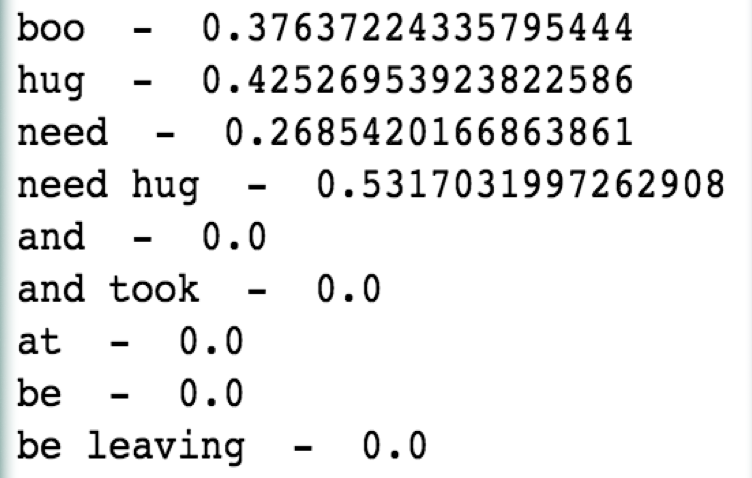 boo - 0.37637224335795444
hug - 0.42526953923822586
need - 0.2685420166863861
need hug - 0.5317031997262908
and - 0.0
and took - 0.0
at - 0.0
be - 0.0
be leaving - 0.0